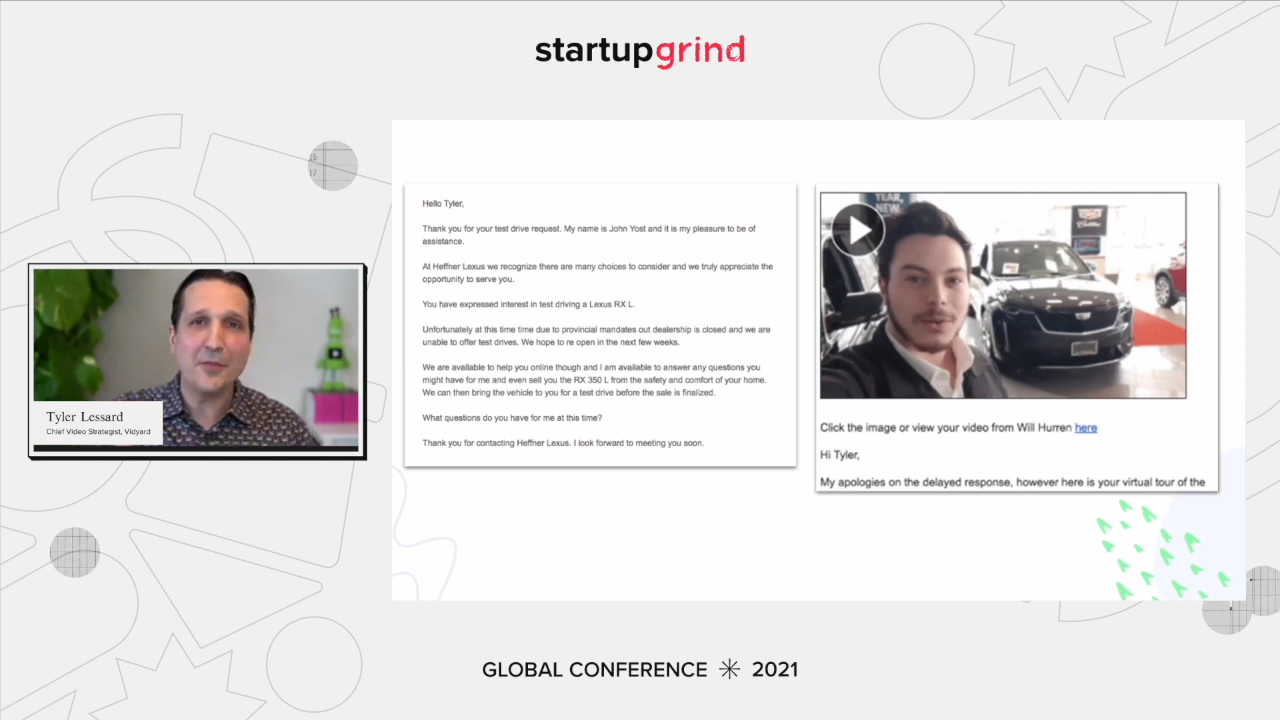 startupgrind
18
17
Tyler Lessard
Chief Video Strategist, Vidyard
Hello Tyler,
Thank you for your test drive request. My name is John Yost and it is my pleasure to be of
assistance.
At Heffner Lexus we recognize there are many choices to consider and we truly appreciate the
opportunity to serve you.
You have expressed interest in test driving a Lexus RX L.
Unfortunately at this time time due to provincial mandates out dealership is closed and we are
unable to offer test drives. We hope to re open in the next few weeks.
We are available to help you online though and I am available to answer any questions you
might have for me and even sell you the RX 350 L from the safety and comfort of your home.
We can then bring the vehicle to you for a test drive before the sale is finalized.
What questions do you have for me at this time?
Thank you for contacting Heffner Lexus. I look forward to meeting you soon.
YEAR,
NEW
Click the image or view your video from Will Hurren here
Hi Tyler,
My apologies on the delayed response, however here is your virtual tour of the
GLOBAL CONFERENCE 2021